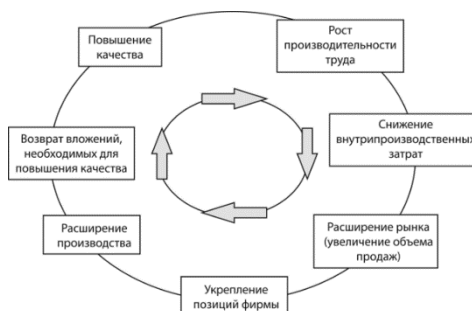 Повышение
качества
Рост
производительности
труда
Снижение
внутрипроизводственных
затрат
Расширение рынка
(увеличение объема
продаж)
Укрепление
позиций фирмы
Расширение
производства
Возврат вложений,
необходимых для
повышения качества